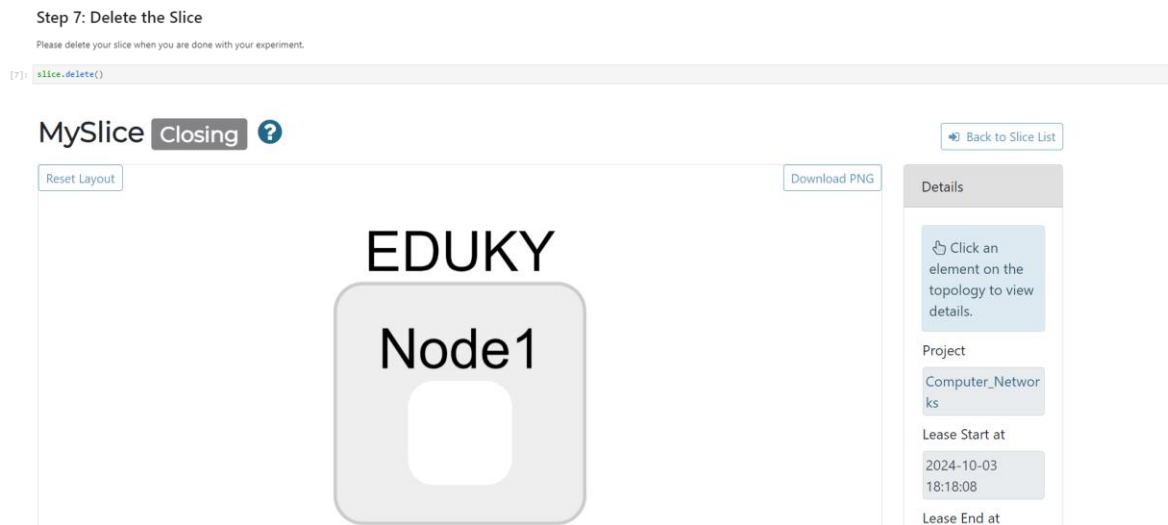 Step 7: Delete the Slice
Please delete your slice when you are done with your experiment.
[7]: slice.delete()
MySlice Closing ?
Back to Slice List
Reset Layout
Download PNG
EDUKY
Node1
Details
Click an
element on the
topology to view
details.
Project
Computer_Networ
ks
Lease Start at
2024-10-03
18:18:08
Lease End at